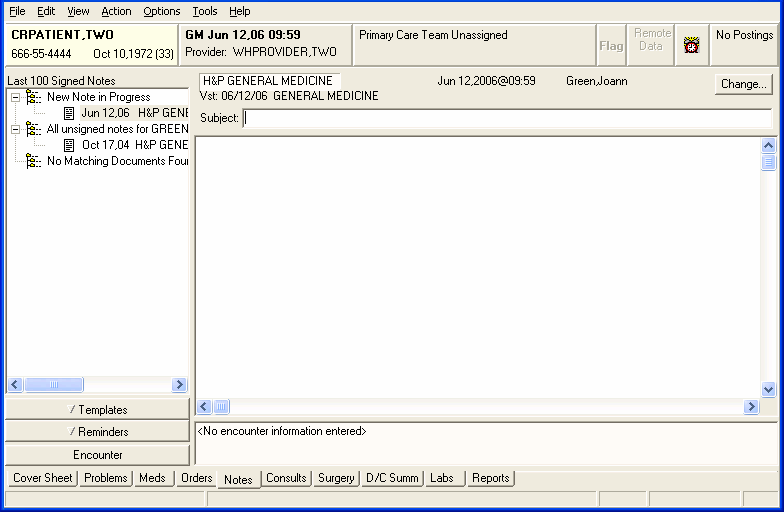 File Edit View Action Options Tools Help
CRPATIENT,TWO
666-55-4444 Oct 10,1972 (33)
GM Jun 12,06 09:59
Provider: WHPROVIDER,TWO
Primary Care Team Unassigned
Flag
Remote
Data
No Postings
Last 100 Signed Notes
New Note in Progress
Jun 12,06 H&P GENE
All unsigned notes for GREEN
Oct 17,04 H&P GENE
No Matching Documents Four
H&P GENERAL MEDICINE Jun 12,2006@09:59 Green,Joann
Vst: 06/12/06 GENERAL MEDICINE
Change...
Subject:
<No encounter information entered>
/ Templates
/ Reminders
Encounter
Cover Sheet Problems Meds Orders Notes Consults Surgery D/C Summ Labs Reports